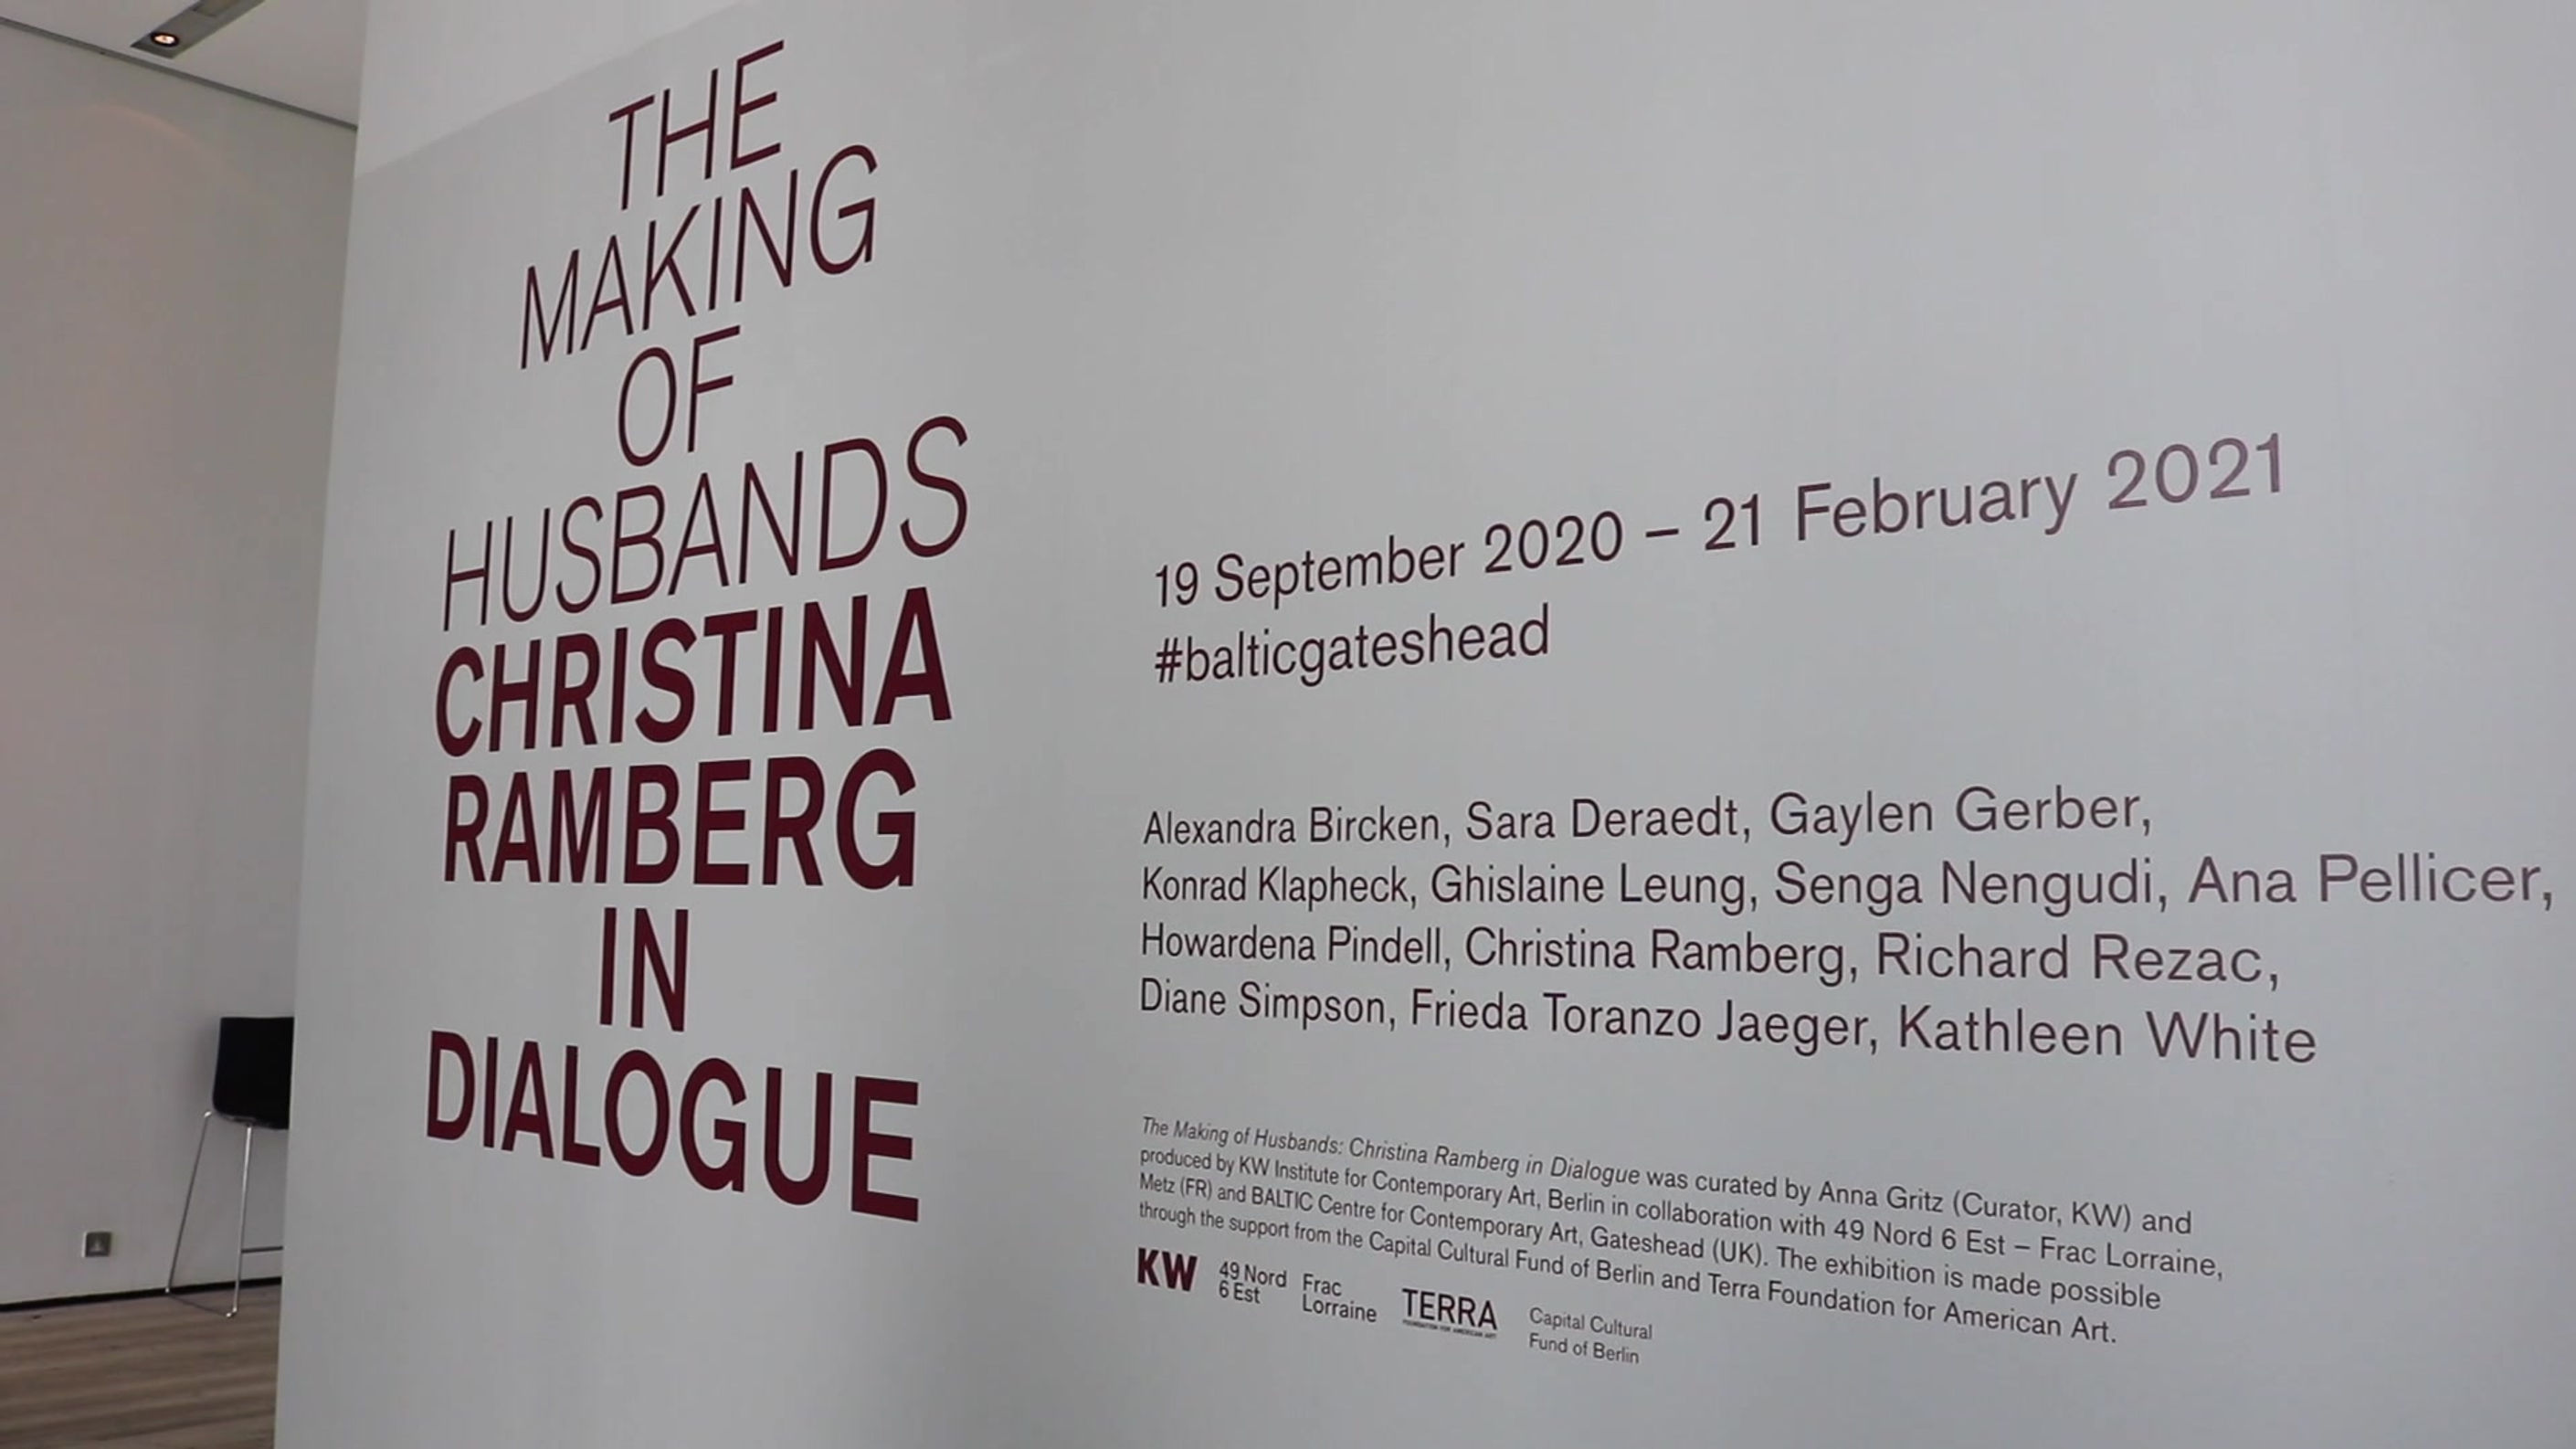 THE
MAKING
OF
HUSBANDS
CHRISTINA
RAMBERG
IN
DIALOGUE
19 September 2020 – 21 February 2021
#balticgateshead
Alexandra Bircken, Sara Deraedt, Gaylen Gerber,
Konrad Klapheck, Ghislaine Leung, Senga Nengudi, Ana Pellicer,
Howardena Pindell, Christina Ramberg, Richard Rezac,
Diane Simpson, Frieda Toranzo Jaeger, Kathleen White
The Making of Husbands: Christina Ramberg in Dialogue was curated by Anna Gritz (Curator, KW) and
produced by KW Institute for Contemporary Art, Berlin in collaboration with 49 Nord 6 Est – Frac Lorraine,
Metz (FR) and BALTIC Centre for Contemporary Art, Gateshead (UK). The exhibition is made possible
through the support from the Capital Cultural Fund of Berlin and Terra Foundation for American Art.
KW
49 Nord
6 Est
Frac
Lorraine
TERRA
FOUNDATION FOR AMERICAN ART
Capital Cultural
Fund of Berlin